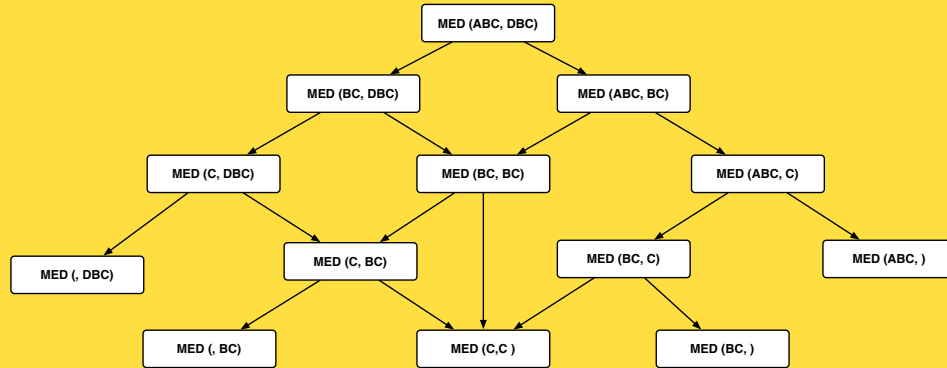 MED (ABC, DBC)
MED (BC, DBC)
MED (ABC, BC)
MED (C, DBC)
MED (BC, BC)
MED (ABC, C)
MED (, DBC)
MED (C, BC)
MED (BC, C)
MED (ABC, )
MED (, BC)
MED (C,C )
MED (BC, )